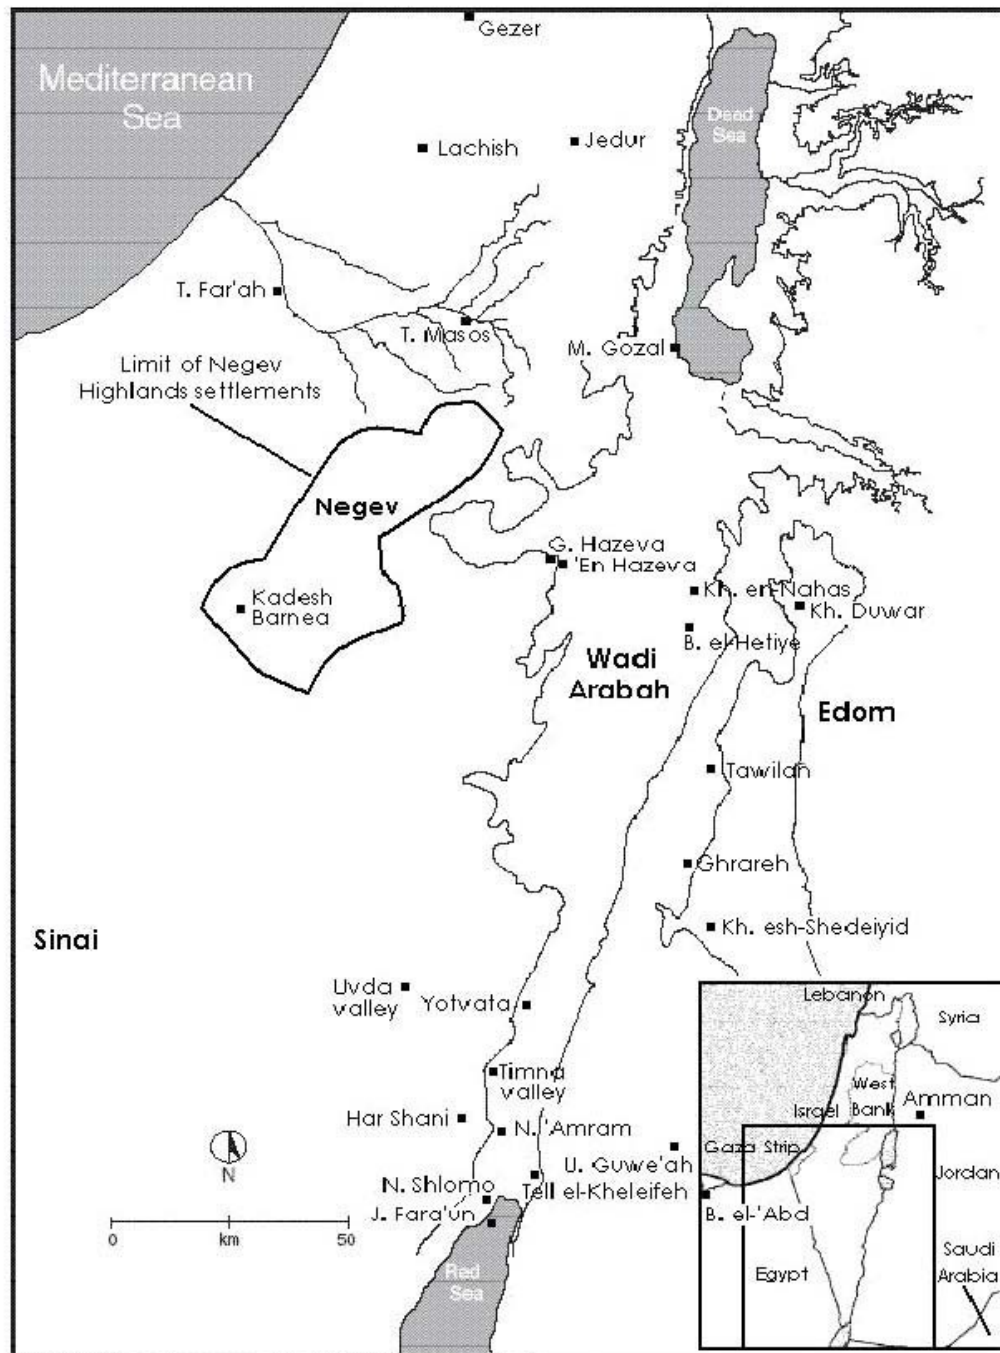 Gezer
Mediterranean
Sea
Dead
Sea
Lachish
Jedur
T. Far'ah
T. Masos
M. Gozal
Limit of Negev
Highlands settlements
Negev
G. Hazeva
'En Hazeva
Kadesh
Barnea
Kh. en-Nahas
Kh. Duwar
B. el-Hetiye
Wadi
Arabah
Edom
Tawilan
Ghrareh
Sinai
Kh. esh-Shedeiyid
Uvda
valley
Yotvata
Timna
valley
Har Shani
N. 'Amram
U. Guwe'ah
N. Shlomo
Tell el-Kheleifeh
J. Fara'un
N
0
km
50
Red
Sea
Lebanon
Syria
West
Bank
Israel
Amman
Gaza Strip
Jordan
B. el-'Abd
Egypt
Saudi
Arabia